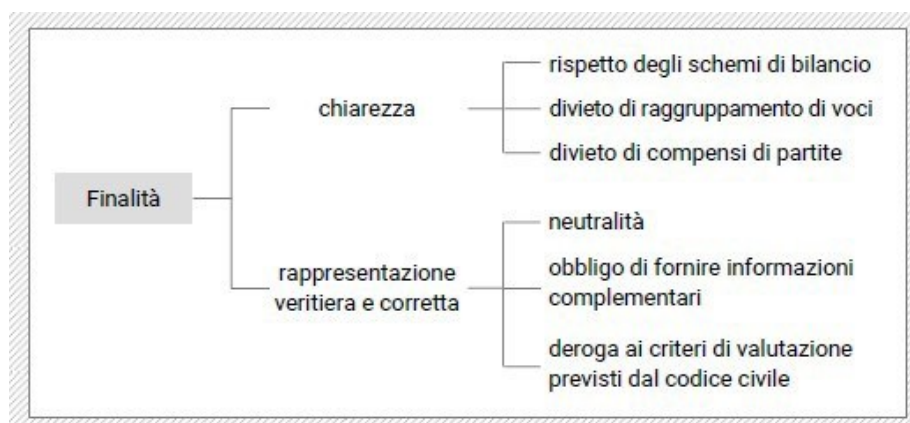 Finalità
chiarezza
rispetto degli schemi di bilancio
divieto di raggruppamento di voci
divieto di compensi di partite
rappresentazione
veritiera e corretta
neutralità
obbligo di fornire informazioni
complementari
deroga ai criteri di valutazione
previsti dal codice civile